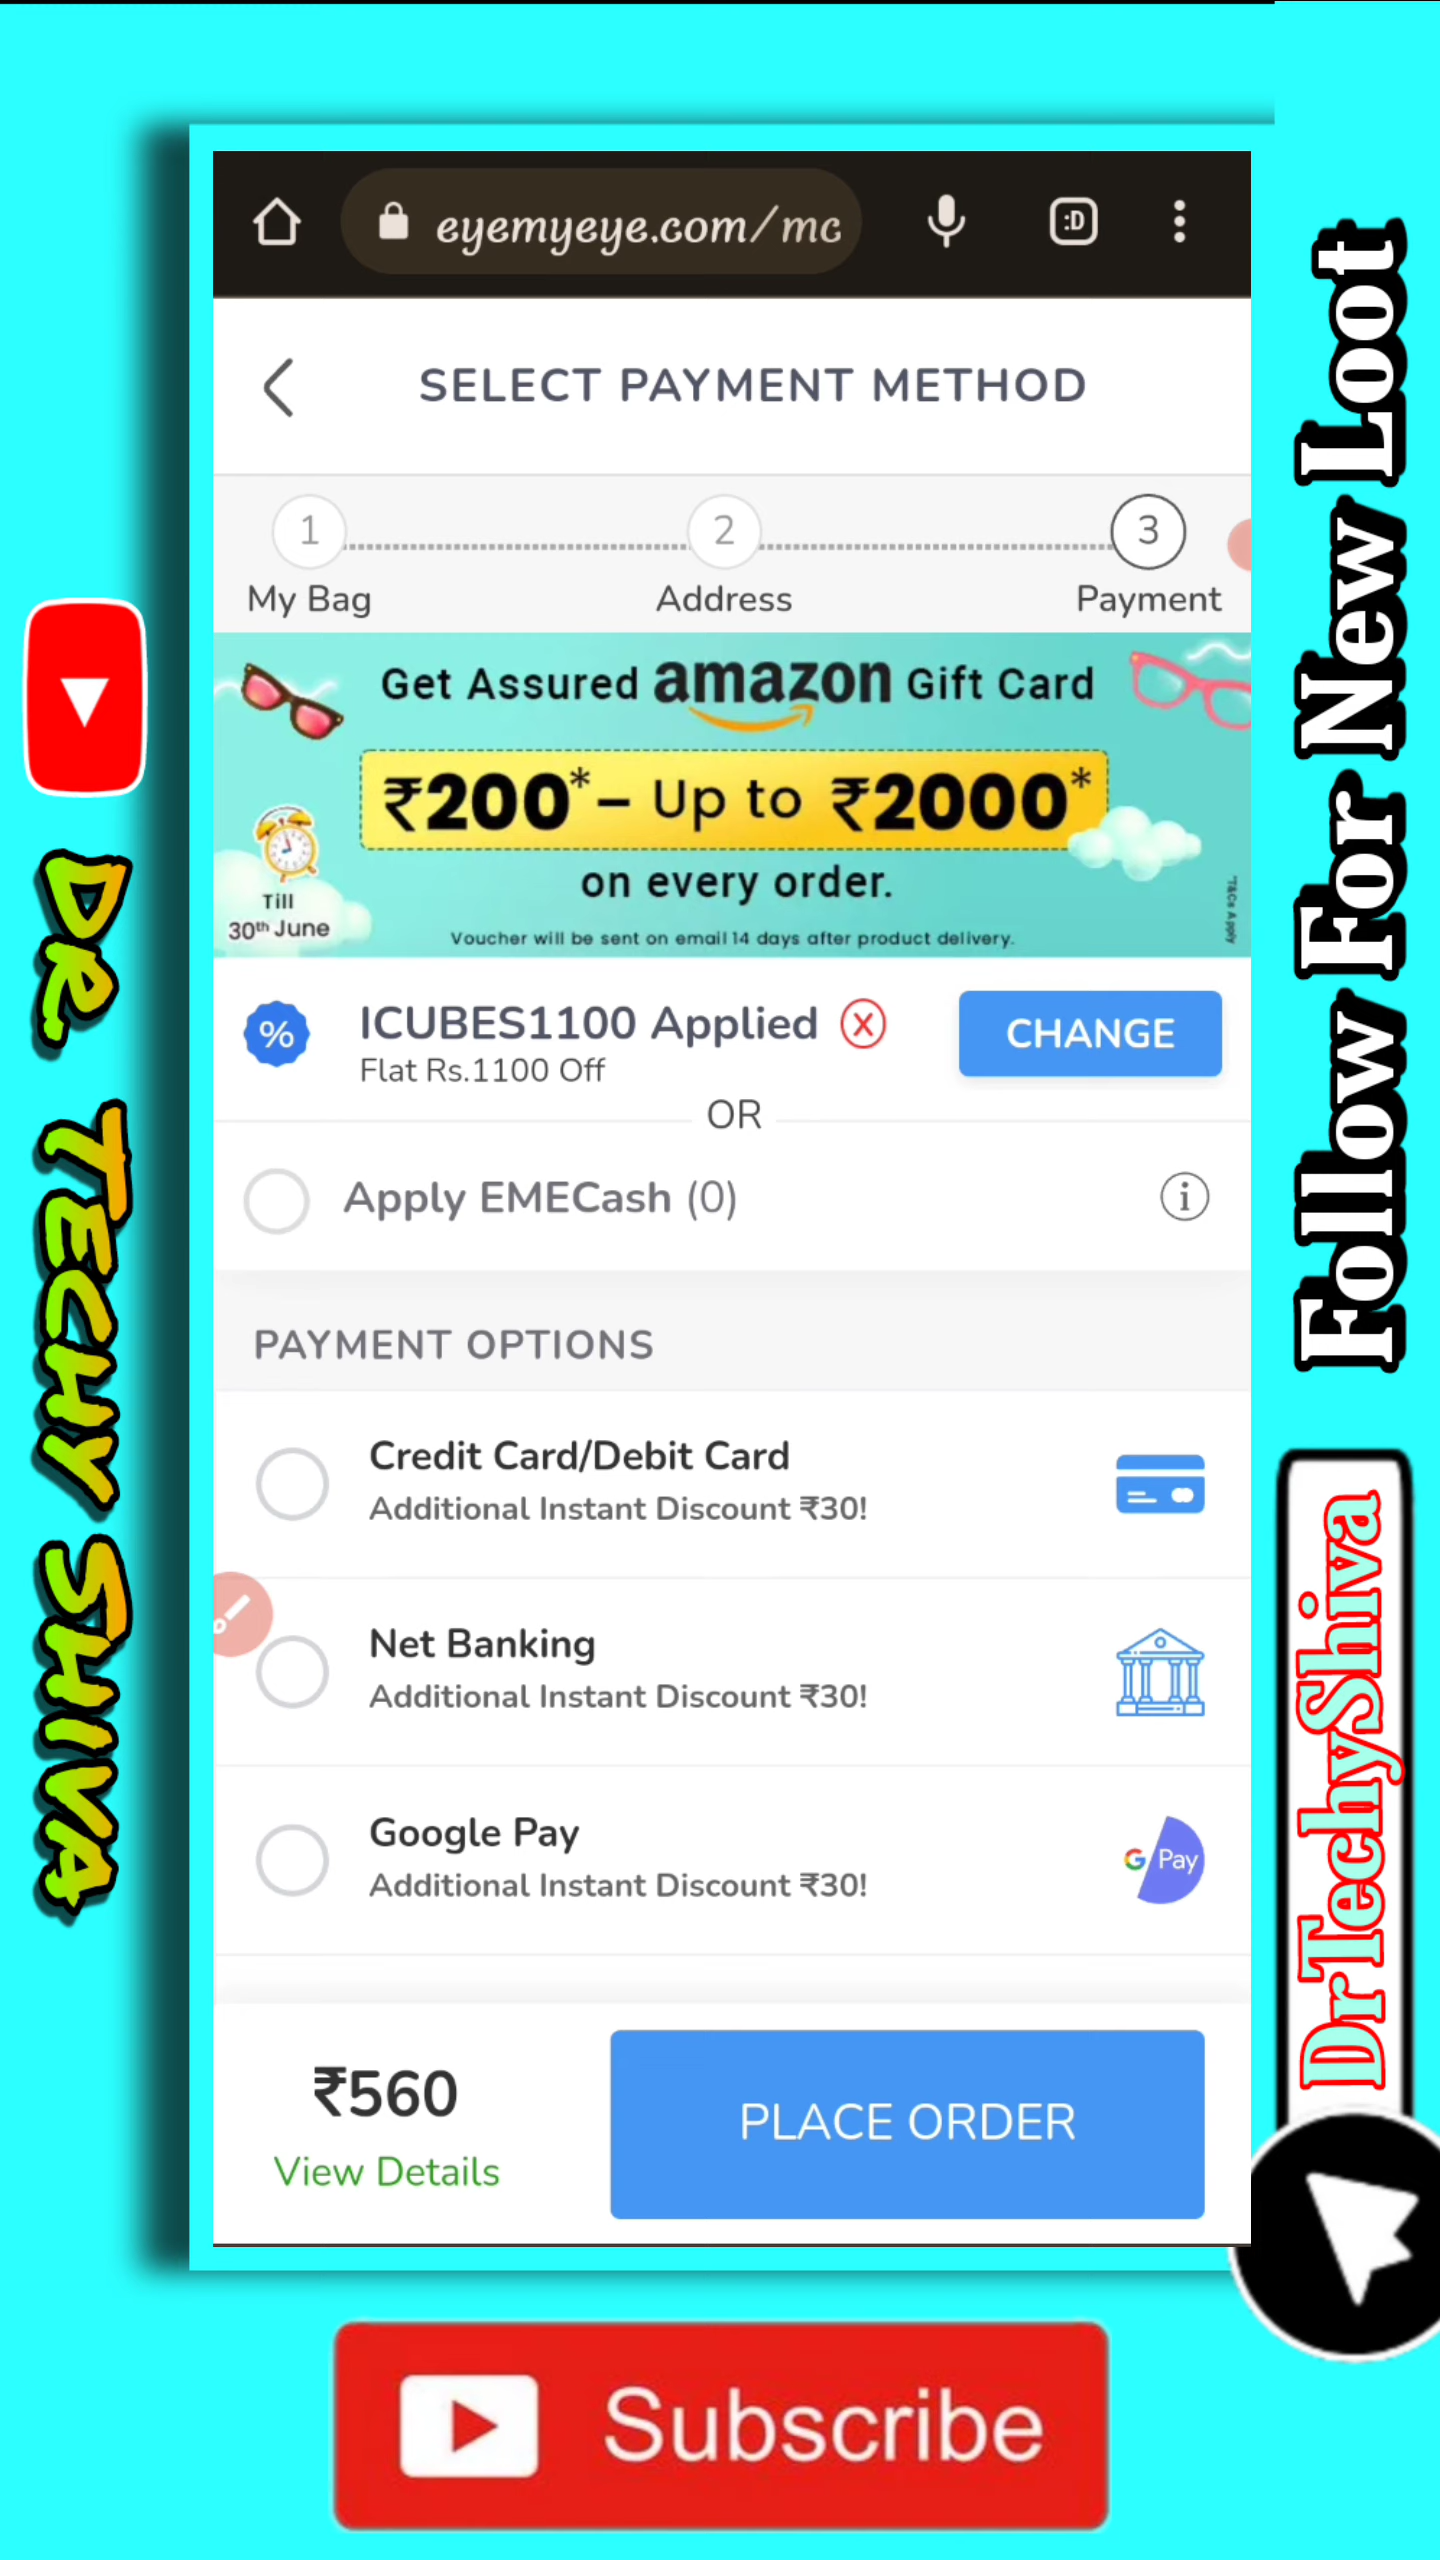 eyemyeye.com/mc
:D
SELECT PAYMENT METHOD
1
2
3
My Bag
Address
Payment
Get Assured amazon Gift Card
₹200* – Up to ₹2000*
on every order.
Till
30th June
Voucher will be sent on email 14 days after product delivery.
*T&Cs Apply
% ICUBES1100 Applied X
CHANGE
Flat Rs.1100 Off
OR
Apply EMECash (0)
i
PAYMENT OPTIONS
Credit Card/Debit Card
Additional Instant Discount ₹30!
Net Banking
Additional Instant Discount ₹30!
Google Pay
Additional Instant Discount ₹30!
G Pay
₹560
View Details
PLACE ORDER
DR. TECHY SHIVA
Follow For New Loot
DrTechyShiva
Subscribe